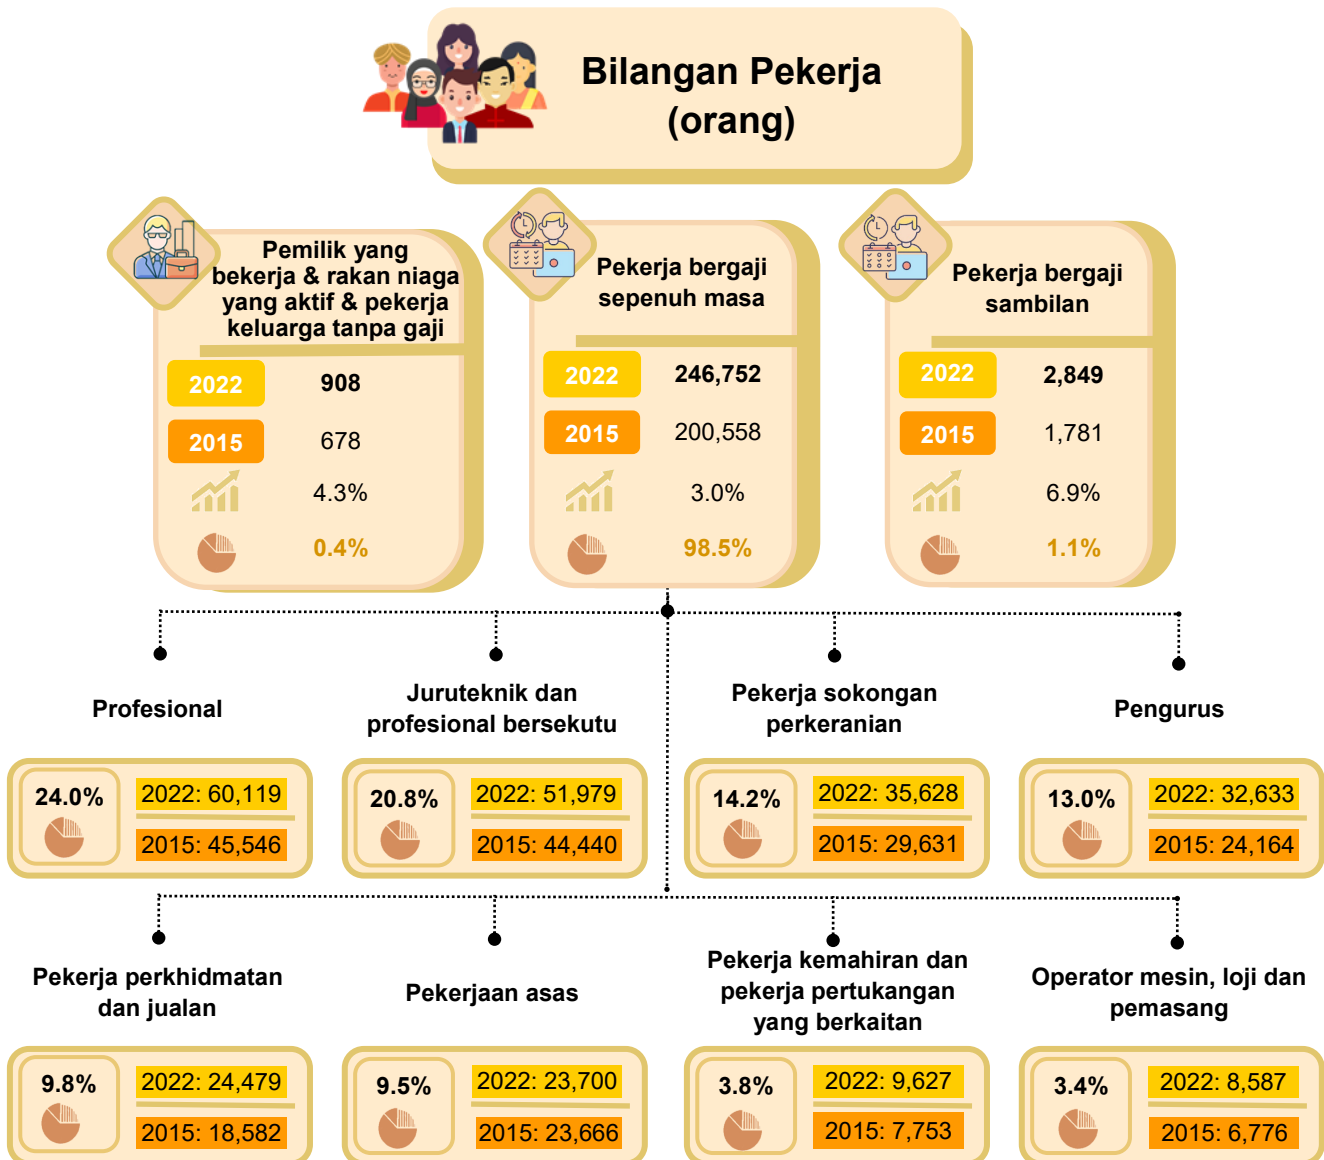 Bilangan Pekerja
(orang)
Pemilik yang
bekerja & rakan niaga
yang aktif & pekerja
keluarga tanpa gaji
2022 908
2015 678
4.3%
0.4%
Pekerja bergaji
sepenuh masa
2022 246,752
2015 200,558
3.0%
98.5%
Pekerja bergaji
sambilan
2022 2,849
2015 1,781
6.9%
1.1%
Profesional
24.0%
2022: 60,119
2015: 45,546
Juruteknik dan
profesional bersekutu
20.8%
2022: 51,979
2015: 44,440
Pekerja sokongan
perkeranian
14.2%
2022: 35,628
2015: 29,631
Pengurus
13.0%
2022: 32,633
2015: 24,164
Pekerja perkhidmatan
dan jualan
9.8%
2022: 24,479
2015: 18,582
Pekerjaan asas
9.5%
2022: 23,700
2015: 23,666
Pekerja kemahiran dan
pekerja pertukangan
yang berkaitan
3.8%
2022: 9,627
2015: 7,753
Operator mesin, loji dan
pemasang
3.4%
2022: 8,587
2015: 6,776